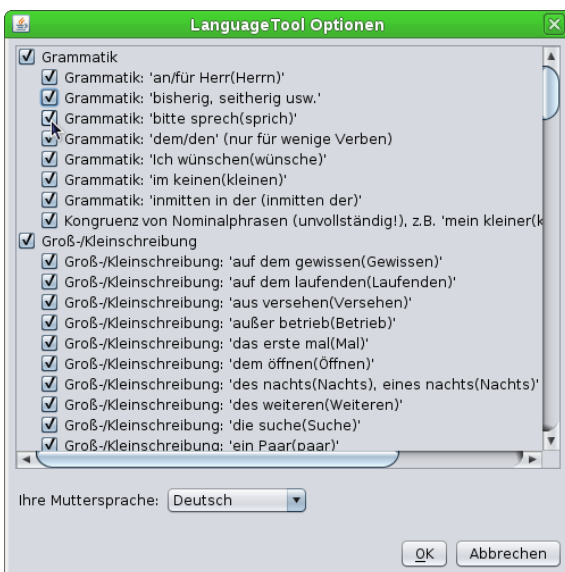 LanguageTool Optionen
Grammatik
Grammatik: 'an/für Herr(Herrn)'
Grammatik: 'bisherig, seitherig usw.'
Grammatik: 'bitte sprech(sprich)'
Grammatik: 'dem/den' (nur für wenige Verben)
Grammatik: 'Ich wünschen(wünsche)'
Grammatik: 'im keinen(kleinen)'
Grammatik: 'inmitten in der (inmitten der)'
Kongruenz von Nominalphrasen (unvollständig!), z.B. 'mein kleiner(k
Groß-/Kleinschreibung
Groß-/Kleinschreibung: 'auf dem gewissen(Gewissen)'
Groß-/Kleinschreibung: 'auf dem laufenden(Laufenden)'
Groß-/Kleinschreibung: 'aus versehen(Versehen)'
Groß-/Kleinschreibung: 'außer betrieb(Betrieb)'
Groß-/Kleinschreibung: 'das erste mal(Mal)'
Groß-/Kleinschreibung: 'dem öffnen(Öffnen)'
Groß-/Kleinschreibung: 'des nachts(Nachts), eines nachts(Nachts)'
Groß-/Kleinschreibung: 'des weiteren(Weiteren)'
Groß-/Kleinschreibung: 'die suche(Suche)'
Groß-/Kleinschreibung: 'ein Paar(paar)'
Ihre Muttersprache: Deutsch
OK Abbrechen